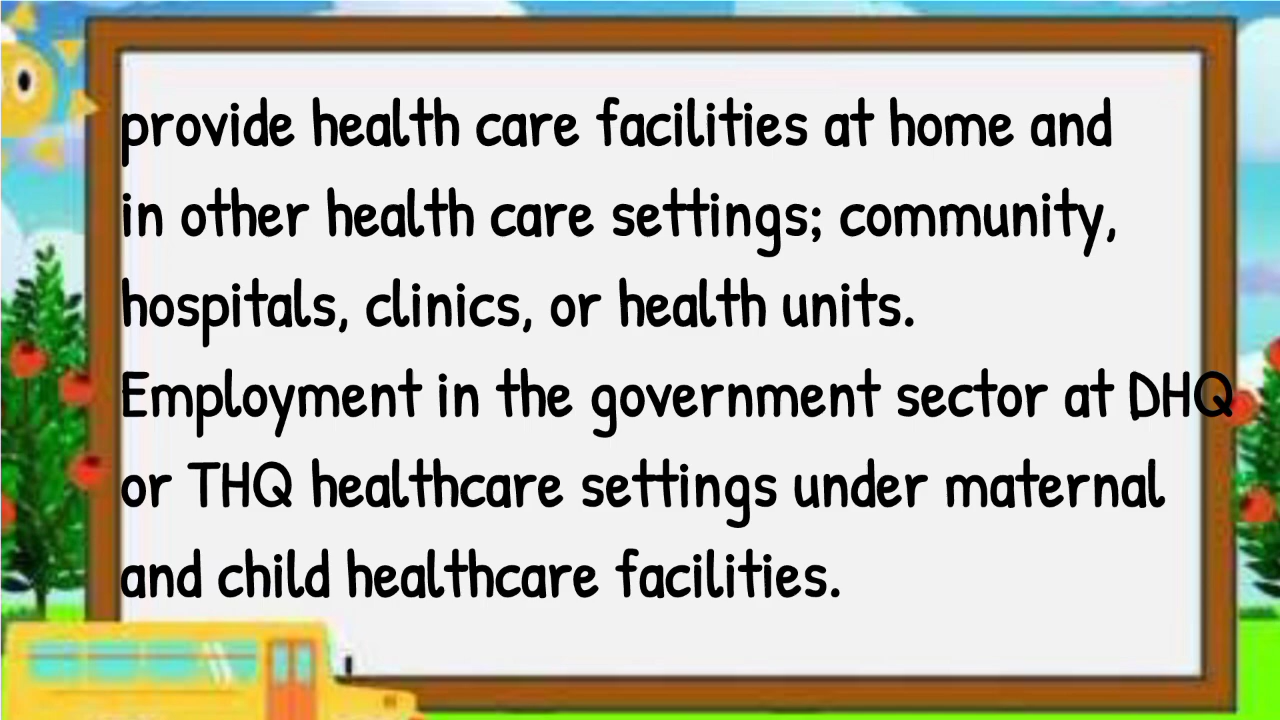 provide health care facilities at home and
in other health care settings; community,
hospitals, clinics, or health units.
Employment in the government sector at DHQ
or THQ healthcare settings under maternal
and child healthcare facilities.